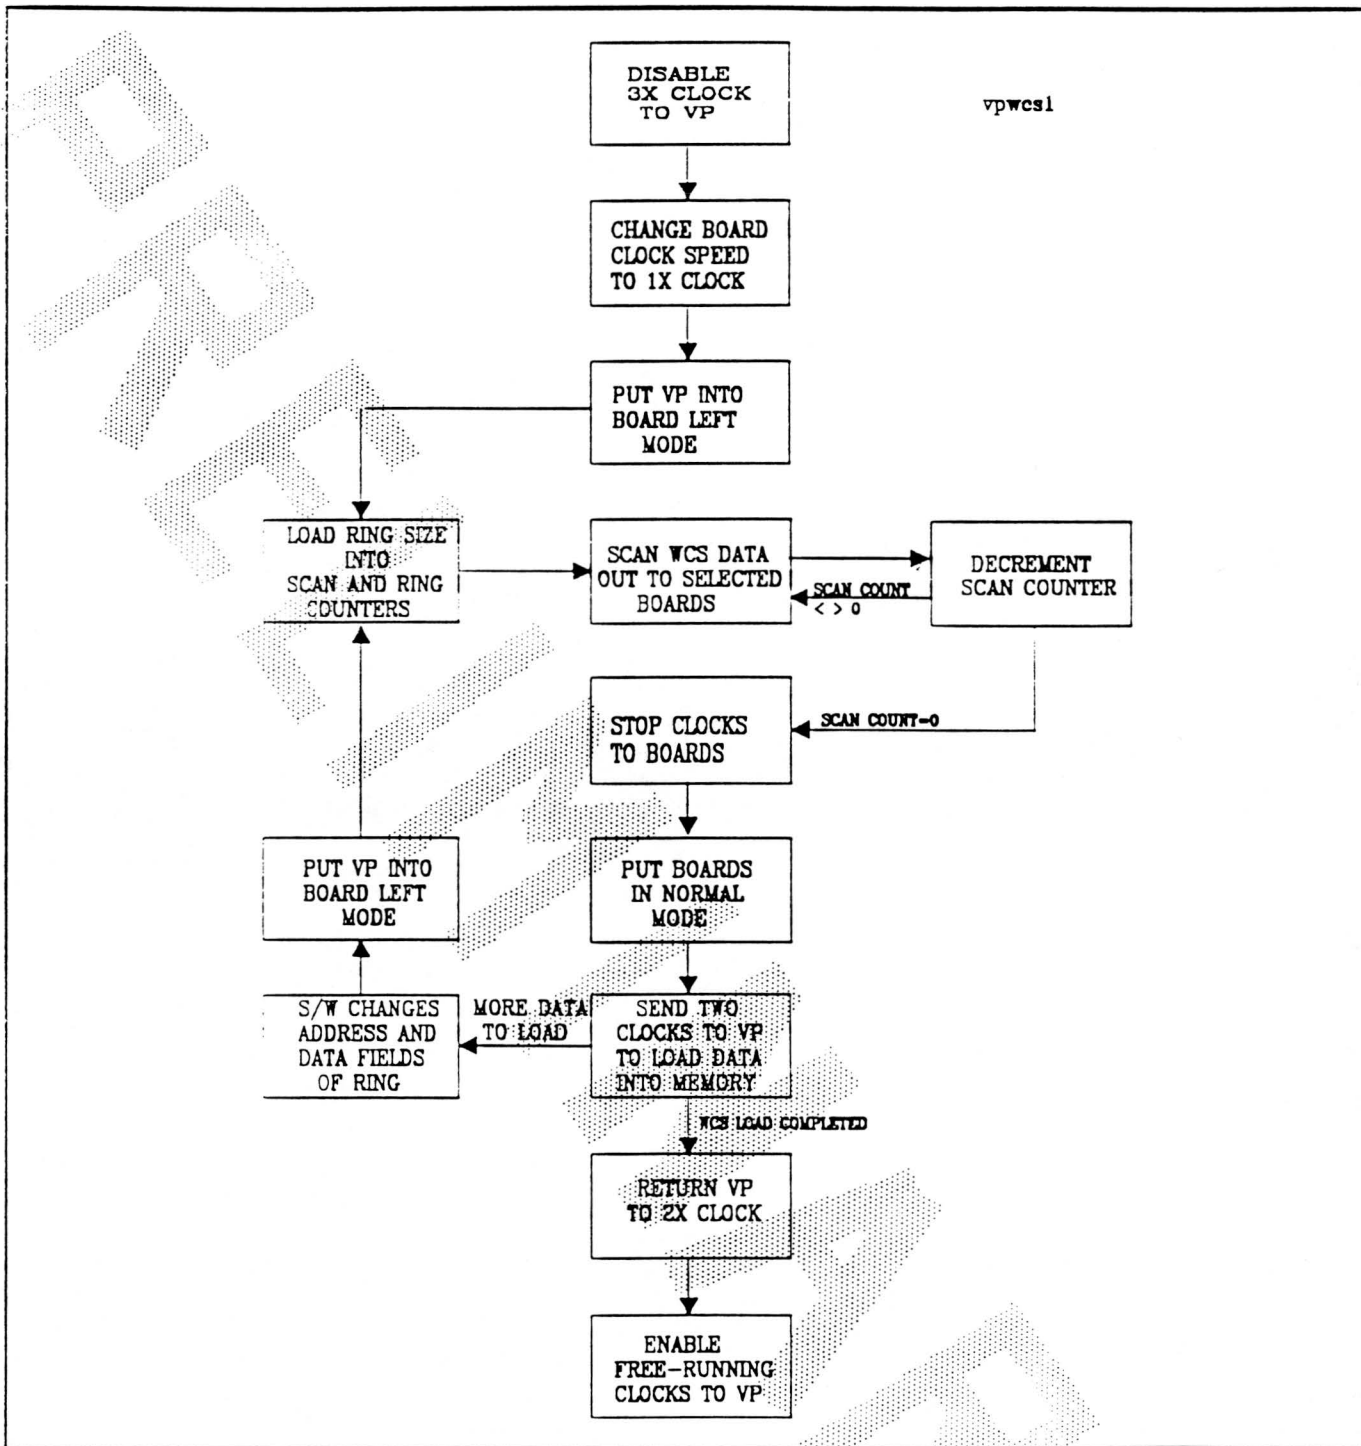 DISABLE
3X CLOCK
TO VP
vpwcs1
CHANGE BOARD
CLOCK SPEED
TO 1X CLOCK
PUT VP INTO
BOARD LEFT
MODE
LOAD RING SIZE
INTO
SCAN AND RING
COUNTERS
SCAN WCS DATA
OUT TO SELECTED
BOARDS
SCAN COUNT
< > 0
DECREMENT
SCAN COUNTER
SCAN COUNT=0
STOP CLOCKS
TO BOARDS
PUT BOARDS
IN NORMAL
MODE
PUT VP INTO
BOARD LEFT
MODE
S/W CHANGES
ADDRESS AND
DATA FIELDS
OF RING
MORE DATA
TO LOAD
SEND TWO
CLOCKS TO VP
TO LOAD DATA
INTO MEMORY
WCS LOAD COMPLETED
RETURN VP
TO 2X CLOCK
ENABLE
FREE-RUNNING
CLOCKS TO VP
PRELIMINAR